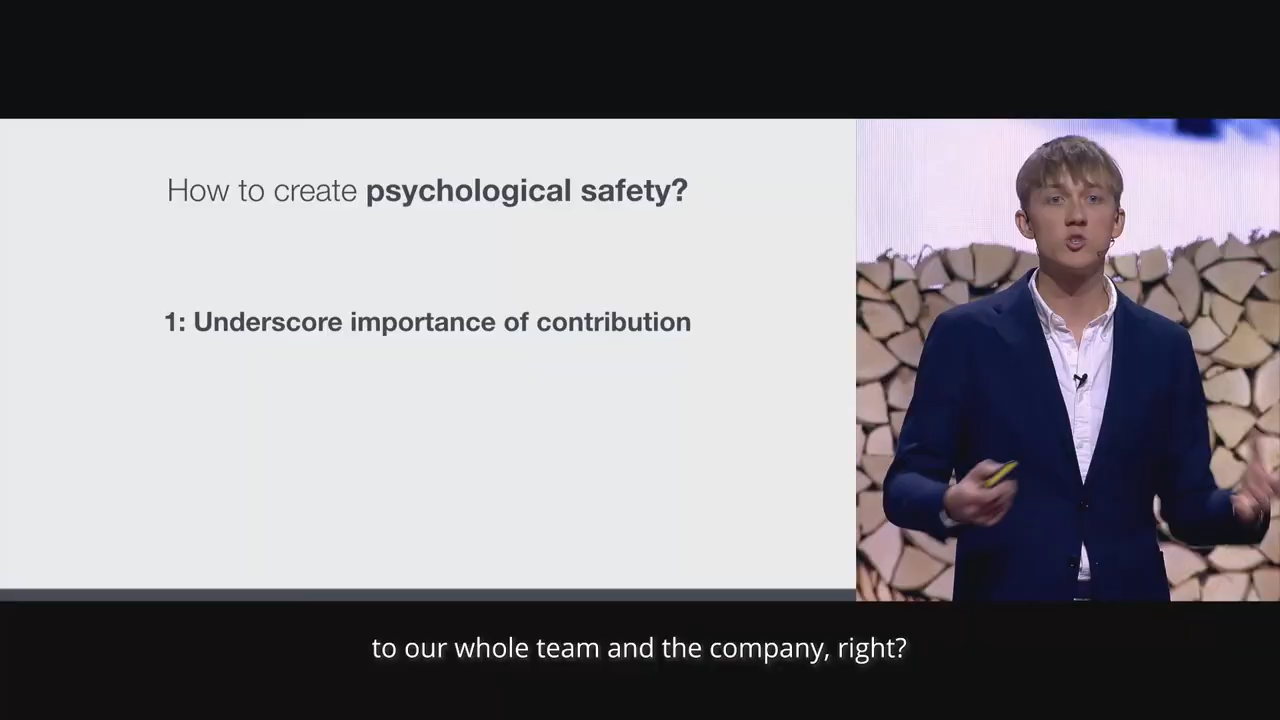 How to create psychological safety?
1: Underscore importance of contribution
to our whole team and the company, right?